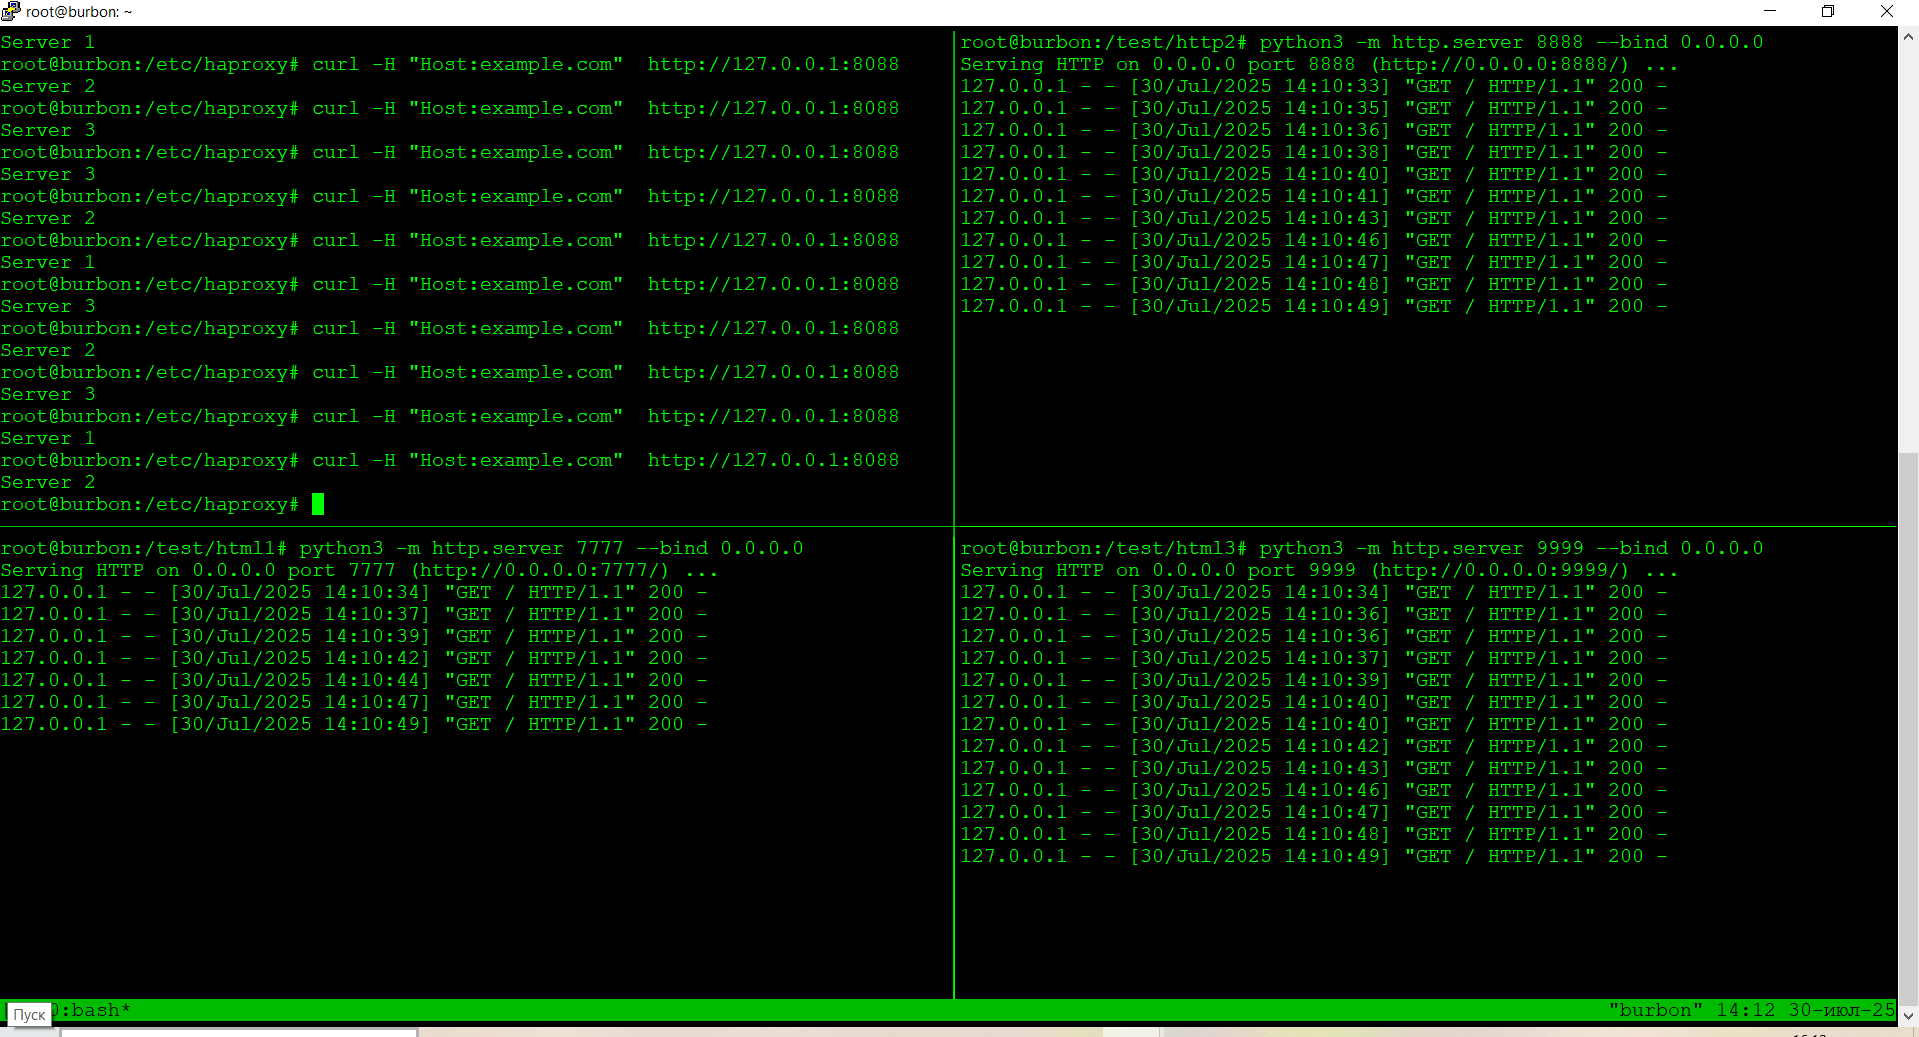 root@burbon: ~
Server 1
root@burbon:/etc/haproxy# curl -H "Host:example.com"  http://127.0.0.1:8088
Server 2
root@burbon:/etc/haproxy# curl -H "Host:example.com"  http://127.0.0.1:8088
Server 3
root@burbon:/etc/haproxy# curl -H "Host:example.com"  http://127.0.0.1:8088
Server 3
root@burbon:/etc/haproxy# curl -H "Host:example.com"  http://127.0.0.1:8088
Server 2
root@burbon:/etc/haproxy# curl -H "Host:example.com"  http://127.0.0.1:8088
Server 1
root@burbon:/etc/haproxy# curl -H "Host:example.com"  http://127.0.0.1:8088
Server 3
root@burbon:/etc/haproxy# curl -H "Host:example.com"  http://127.0.0.1:8088
Server 2
root@burbon:/etc/haproxy# curl -H "Host:example.com"  http://127.0.0.1:8088
Server 3
root@burbon:/etc/haproxy# curl -H "Host:example.com"  http://127.0.0.1:8088
Server 1
root@burbon:/etc/haproxy# curl -H "Host:example.com"  http://127.0.0.1:8088
Server 2
root@burbon:/etc/haproxy#
root@burbon:/test/http2# python3 -m http.server 8888 --bind 0.0.0.0
Serving HTTP on 0.0.0.0 port 8888 (http://0.0.0.0:8888/) ...
127.0.0.1 - - [30/Jul/2025 14:10:33] "GET / HTTP/1.1" 200 -
127.0.0.1 - - [30/Jul/2025 14:10:35] "GET / HTTP/1.1" 200 -
127.0.0.1 - - [30/Jul/2025 14:10:36] "GET / HTTP/1.1" 200 -
127.0.0.1 - - [30/Jul/2025 14:10:38] "GET / HTTP/1.1" 200 -
127.0.0.1 - - [30/Jul/2025 14:10:40] "GET / HTTP/1.1" 200 -
127.0.0.1 - - [30/Jul/2025 14:10:41] "GET / HTTP/1.1" 200 -
127.0.0.1 - - [30/Jul/2025 14:10:43] "GET / HTTP/1.1" 200 -
127.0.0.1 - - [30/Jul/2025 14:10:46] "GET / HTTP/1.1" 200 -
127.0.0.1 - - [30/Jul/2025 14:10:47] "GET / HTTP/1.1" 200 -
127.0.0.1 - - [30/Jul/2025 14:10:48] "GET / HTTP/1.1" 200 -
127.0.0.1 - - [30/Jul/2025 14:10:49] "GET / HTTP/1.1" 200 -
root@burbon:/test/html1# python3 -m http.server 7777 --bind 0.0.0.0
Serving HTTP on 0.0.0.0 port 7777 (http://0.0.0.0:7777/) ...
127.0.0.1 - - [30/Jul/2025 14:10:34] "GET / HTTP/1.1" 200 -
127.0.0.1 - - [30/Jul/2025 14:10:37] "GET / HTTP/1.1" 200 -
127.0.0.1 - - [30/Jul/2025 14:10:39] "GET / HTTP/1.1" 200 -
127.0.0.1 - - [30/Jul/2025 14:10:42] "GET / HTTP/1.1" 200 -
127.0.0.1 - - [30/Jul/2025 14:10:44] "GET / HTTP/1.1" 200 -
127.0.0.1 - - [30/Jul/2025 14:10:47] "GET / HTTP/1.1" 200 -
127.0.0.1 - - [30/Jul/2025 14:10:49] "GET / HTTP/1.1" 200 -
root@burbon:/test/html3# python3 -m http.server 9999 --bind 0.0.0.0
Serving HTTP on 0.0.0.0 port 9999 (http://0.0.0.0:9999/) ...
127.0.0.1 - - [30/Jul/2025 14:10:34] "GET / HTTP/1.1" 200 -
127.0.0.1 - - [30/Jul/2025 14:10:36] "GET / HTTP/1.1" 200 -
127.0.0.1 - - [30/Jul/2025 14:10:36] "GET / HTTP/1.1" 200 -
127.0.0.1 - - [30/Jul/2025 14:10:37] "GET / HTTP/1.1" 200 -
127.0.0.1 - - [30/Jul/2025 14:10:39] "GET / HTTP/1.1" 200 -
127.0.0.1 - - [30/Jul/2025 14:10:40] "GET / HTTP/1.1" 200 -
127.0.0.1 - - [30/Jul/2025 14:10:40] "GET / HTTP/1.1" 200 -
127.0.0.1 - - [30/Jul/2025 14:10:42] "GET / HTTP/1.1" 200 -
127.0.0.1 - - [30/Jul/2025 14:10:43] "GET / HTTP/1.1" 200 -
127.0.0.1 - - [30/Jul/2025 14:10:46] "GET / HTTP/1.1" 200 -
127.0.0.1 - - [30/Jul/2025 14:10:47] "GET / HTTP/1.1" 200 -
127.0.0.1 - - [30/Jul/2025 14:10:48] "GET / HTTP/1.1" 200 -
127.0.0.1 - - [30/Jul/2025 14:10:49] "GET / HTTP/1.1" 200 -
:bash* "burbon" 14:12 30-июл-25
Пуск